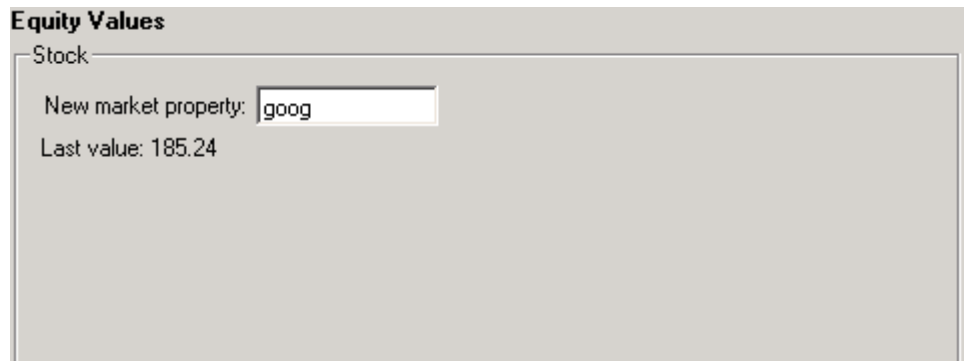 Equity Values
Stock
New market property: goog
Last value: 185.24